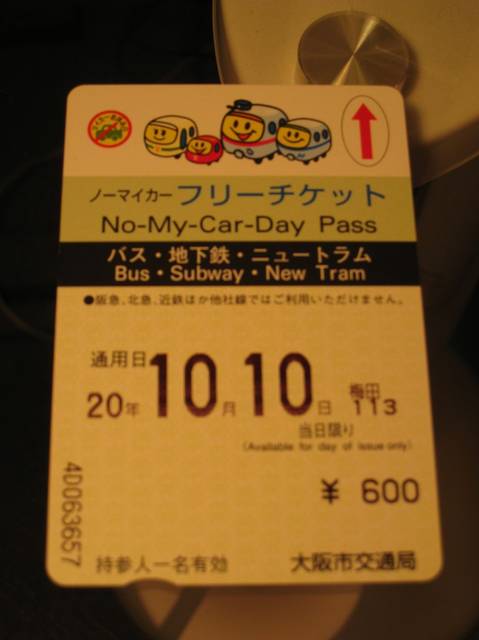 ノーマイカーフリーチケット
No-My-Car-Day Pass
バス・地下鉄・ニュートラム
Bus・Subway・New Tram
●阪急、北急、近鉄ほか他社線ではご利用いただけません。
通用日
20年10月10日 梅田 113
当日限り
(Available for day of issue only)
¥ 600
40063657
持参人一名有効 大阪市交通局